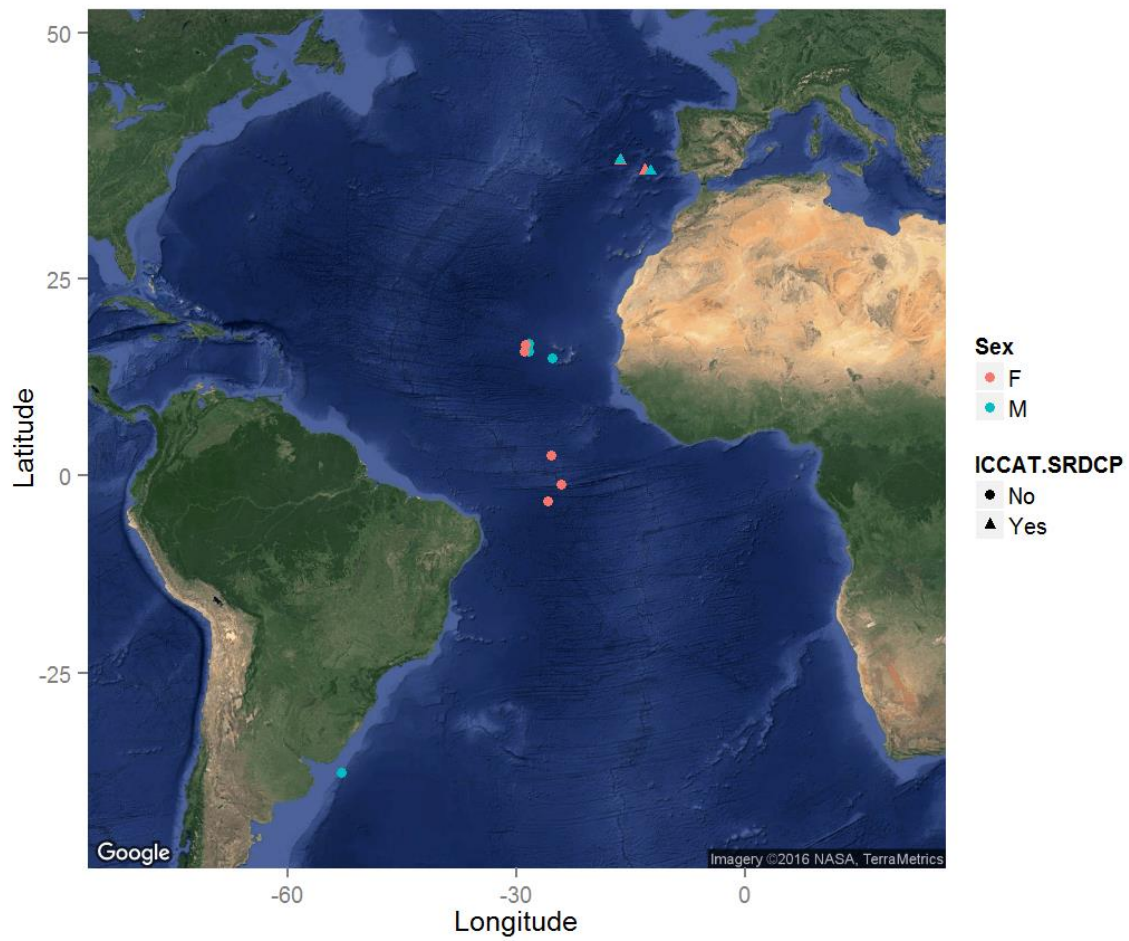 50
25
0
-25
Latitude
-60
-30
0
Longitude
Google
Imagery ©2016 NASA, TerraMetrics
Sex
F
M
ICCAT.SRDCP
No
Yes